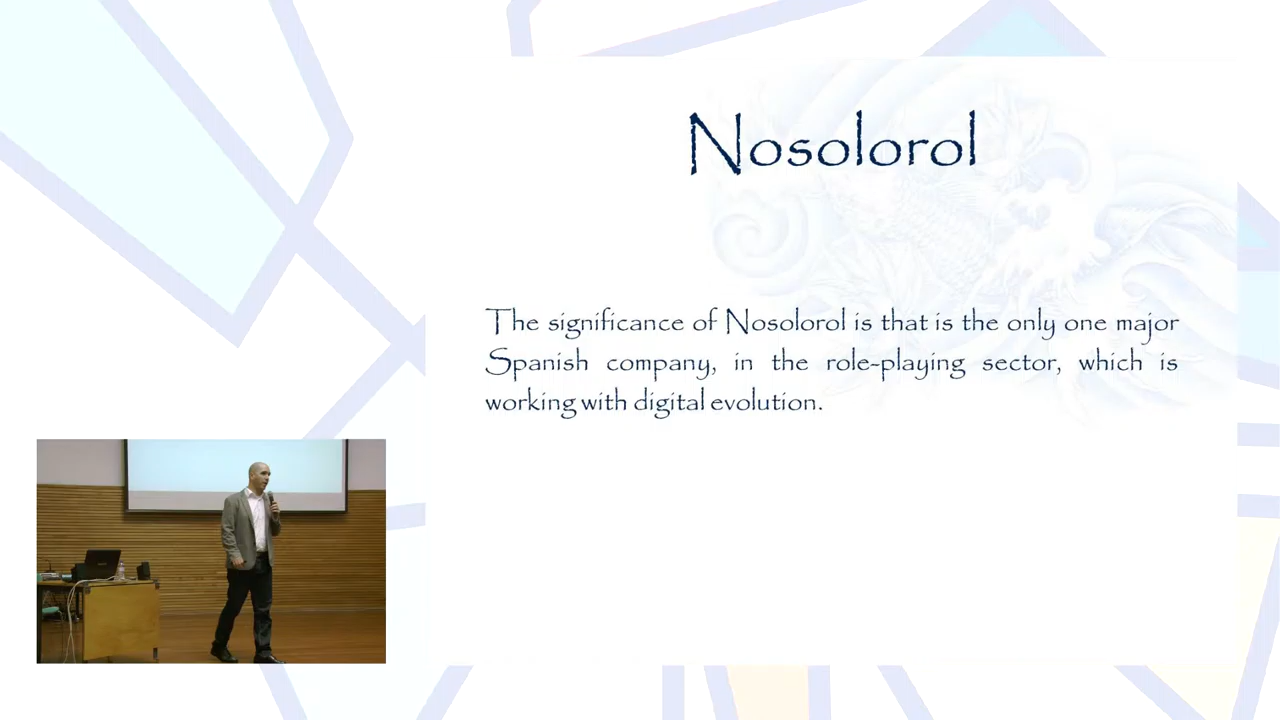 Nosolorol
The significance of Nosolorol is that is the only one major
Spanish company, in the role-playing sector, which is
working with digital evolution.